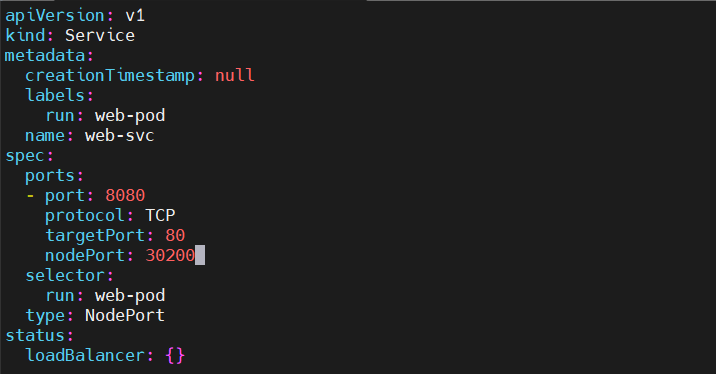 apiVersion: v1
kind: Service
metadata:
  creationTimestamp: null
  labels:
    run: web-pod
  name: web-svc
spec:
  ports:
  - port: 8080
    protocol: TCP
    targetPort: 80
    nodePort: 30200
  selector:
    run: web-pod
  type: NodePort
status:
  loadBalancer: {}